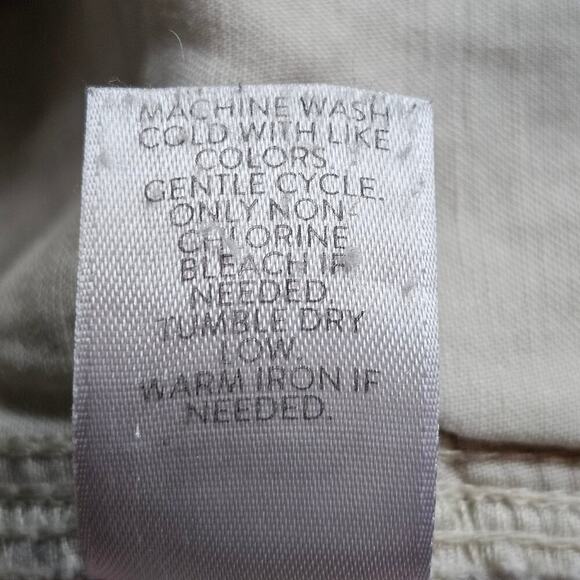 MACHINE WASH
COLD WITH LIKE
COLORS.
GENTLE CYCLE.
ONLY NON-
CHLORINE
BLEACH IF
NEEDED.
TUMBLE DRY
LOW.
WARM IRON IF
NEEDED.